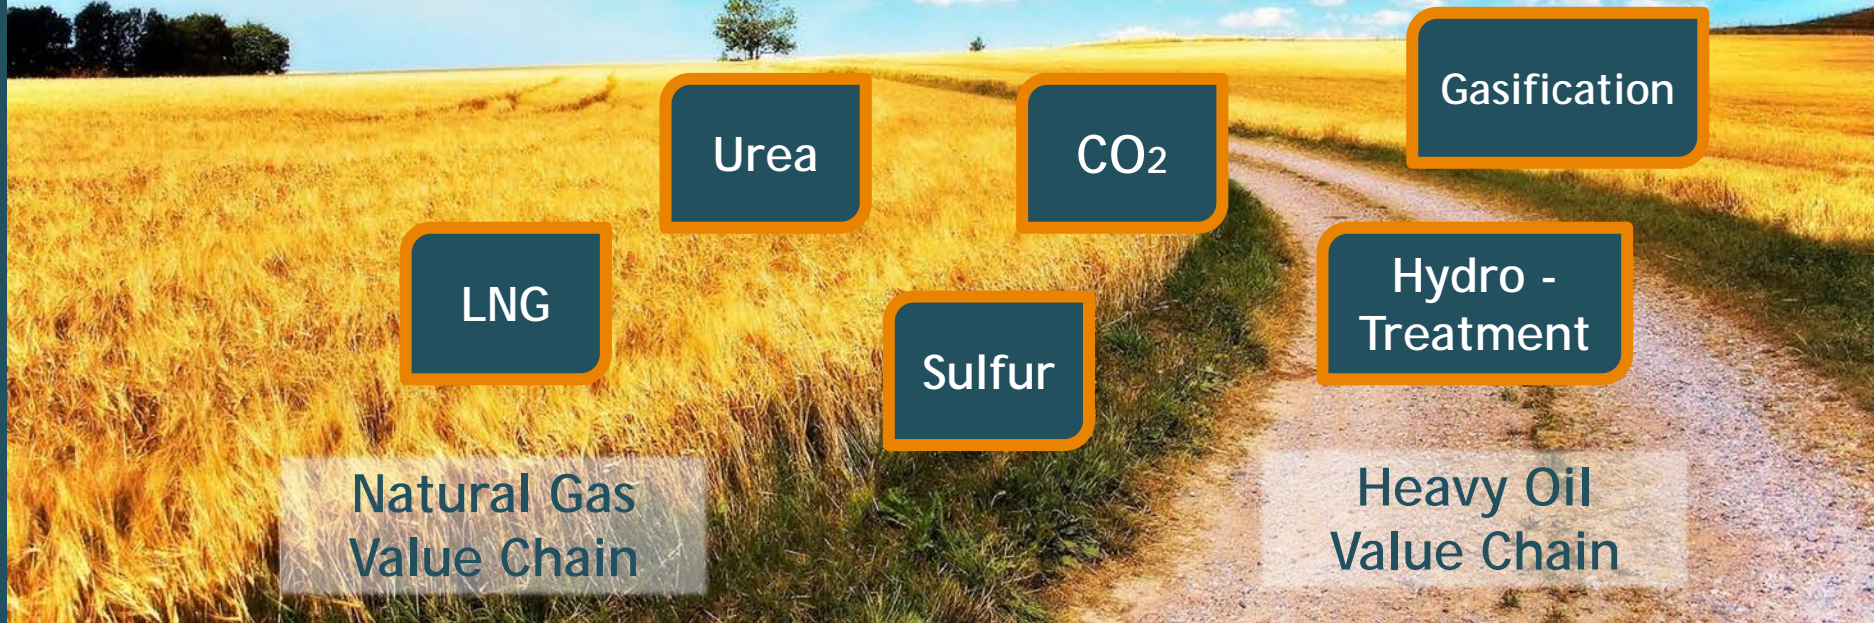 Gasification
Urea
CO₂
LNG
Hydro -
Treatment
Sulfur
Natural Gas
Value Chain
Heavy Oil
Value Chain